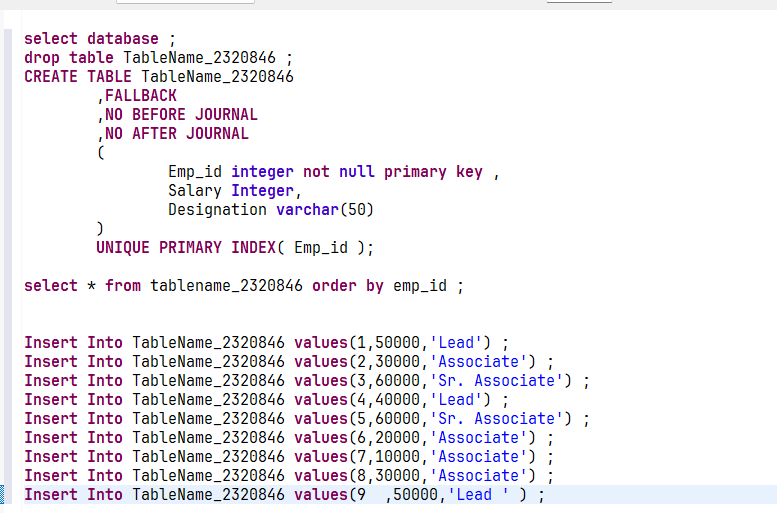 select database ;
drop table TableName_2320846 ;
CREATE TABLE TableName_2320846
,FALLBACK
,NO BEFORE JOURNAL
,NO AFTER JOURNAL
(
Emp_id integer not null primary key ,
Salary Integer,
Designation varchar(50)
)
UNIQUE PRIMARY INDEX( Emp_id );
select * from tablename_2320846 order by emp_id ;
Insert Into TableName_2320846 values(1,50000,'Lead') ;
Insert Into TableName_2320846 values(2,30000,'Associate') ;
Insert Into TableName_2320846 values(3,60000,'Sr. Associate') ;
Insert Into TableName_2320846 values(4,40000,'Lead') ;
Insert Into TableName_2320846 values(5,60000,'Sr. Associate') ;
Insert Into TableName_2320846 values(6,20000,'Associate') ;
Insert Into TableName_2320846 values(7,10000,'Associate') ;
Insert Into TableName_2320846 values(8,30000,'Associate') ;
Insert Into TableName_2320846 values(9  ,50000,'Lead ' ) ;